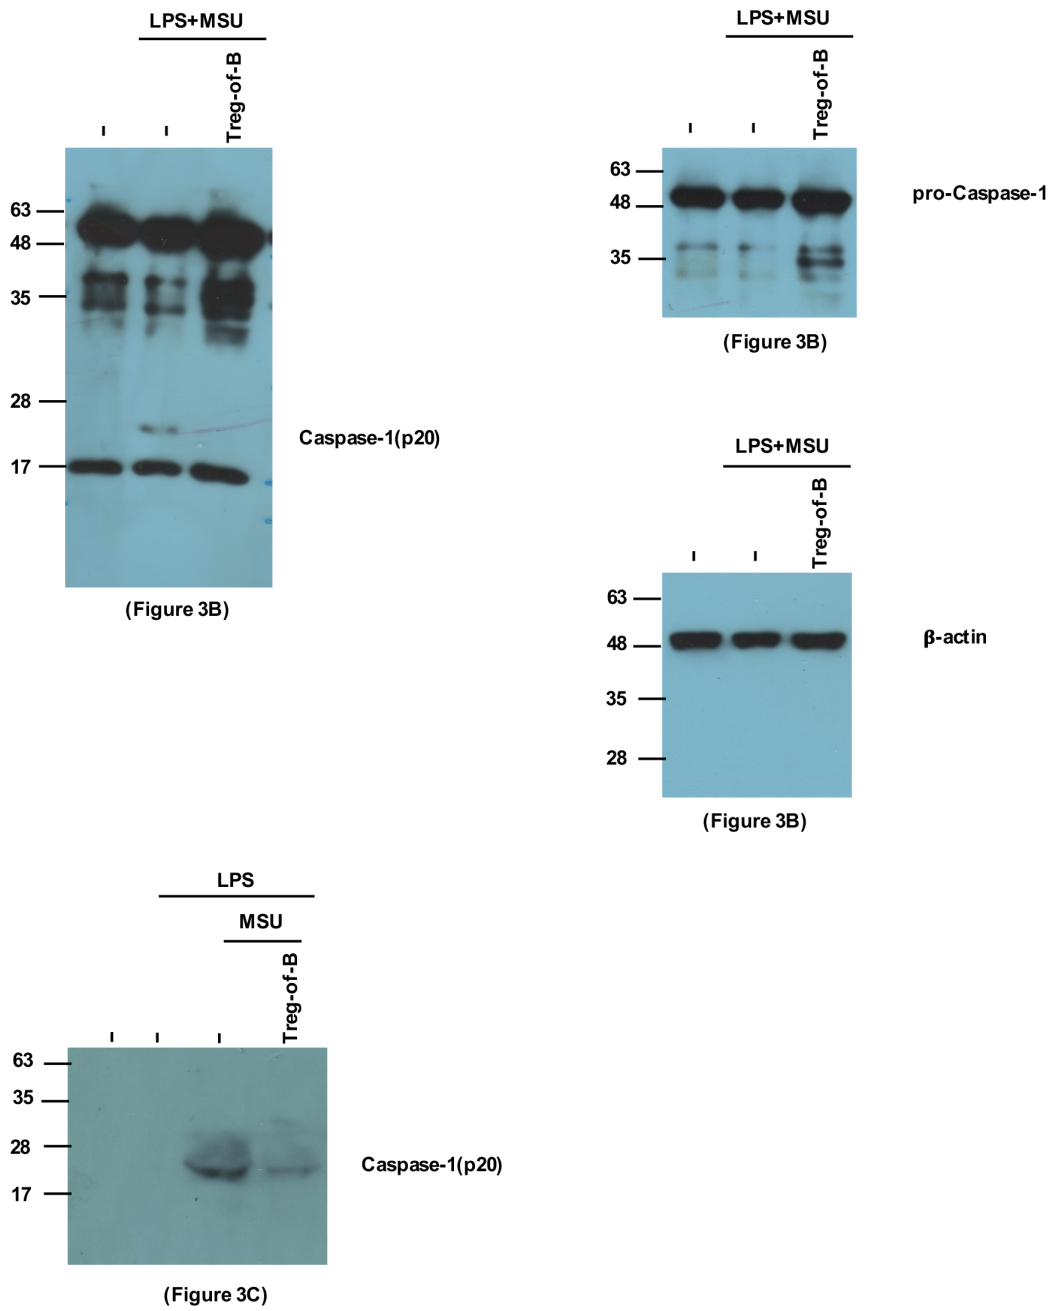 LPS+MSU
–
–
Treg-of-B
63
48
35
28
17
Caspase-1(p20)
(Figure 3B)
LPS+MSU
–
–
Treg-of-B
63
48
35
pro-Caspase-1
(Figure 3B)
LPS+MSU
–
–
Treg-of-B
63
48
35
28
β-actin
(Figure 3B)
LPS
MSU
–
–
–
Treg-of-B
63
35
28
17
Caspase-1(p20)
(Figure 3C)